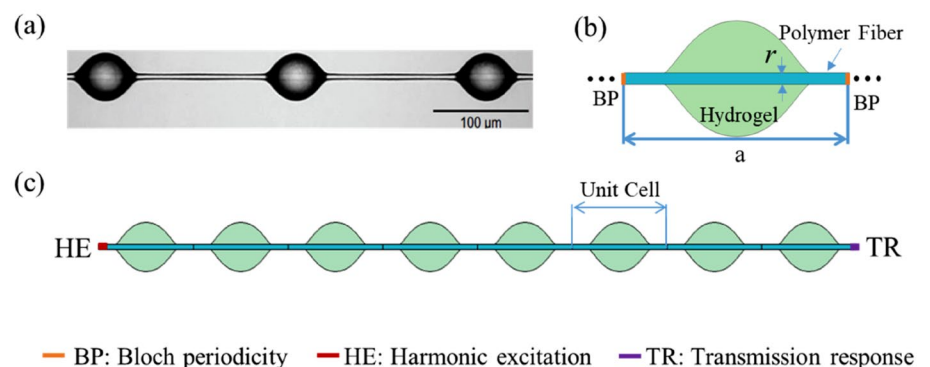 (a)
100 μm
(b)
r
Polymer Fiber
BP
BP
Hydrogel
a
(c)
Unit Cell
HE
TR
BP: Bloch periodicity
HE: Harmonic excitation
TR: Transmission response